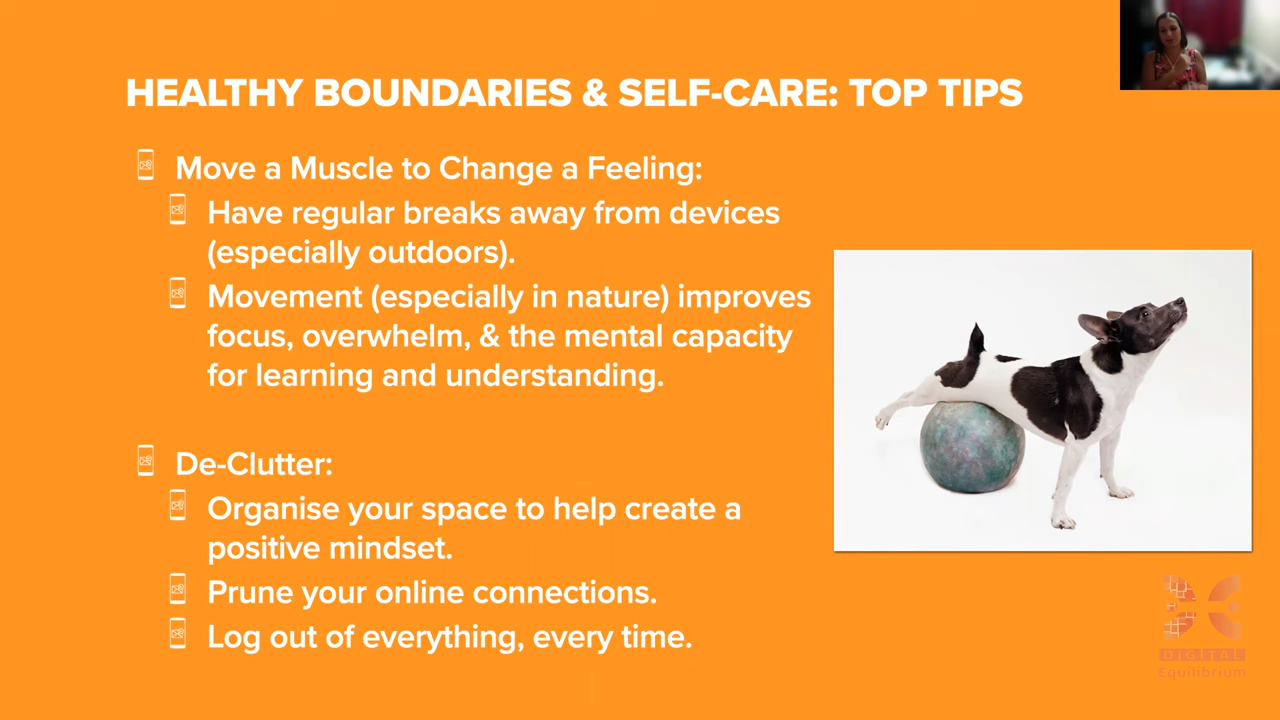 HEALTHY BOUNDARIES & SELF-CARE: TOP TIPS
Move a Muscle to Change a Feeling:
Have regular breaks away from devices
(especially outdoors).
Movement (especially in nature) improves
focus, overwhelm, & the mental capacity
for learning and understanding.
De-Clutter:
Organise your space to help create a
positive mindset.
Prune your online connections.
Log out of everything, every time.
DIGITAL
Equilibrium